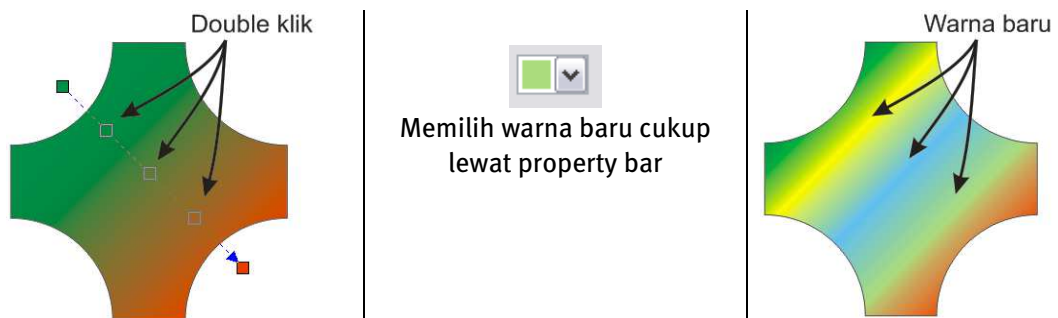 Double klik
Memilih warna baru cukup
lewat property bar
Warna baru